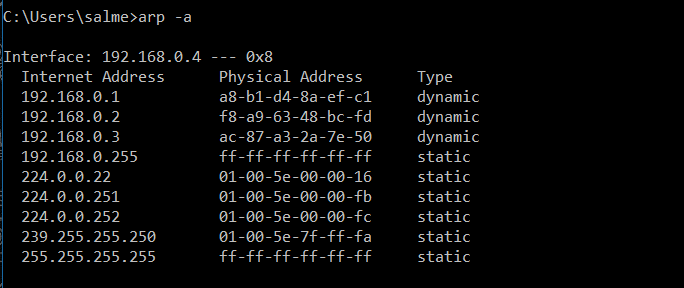 C:\Users\salme>arp -a
Interface: 192.168.0.4 --- 0x8
Internet Address Physical Address Type
192.168.0.1 a8-b1-d4-8a-ef-c1 dynamic
192.168.0.2 f8-a9-63-48-bc-fd dynamic
192.168.0.3 ac-87-a3-2a-7e-50 dynamic
192.168.0.255 ff-ff-ff-ff-ff-ff static
224.0.0.22 01-00-5e-00-00-16 static
224.0.0.251 01-00-5e-00-00-fb static
224.0.0.252 01-00-5e-00-00-fc static
239.255.255.250 01-00-5e-7f-ff-fa static
255.255.255.255 ff-ff-ff-ff-ff-ff static